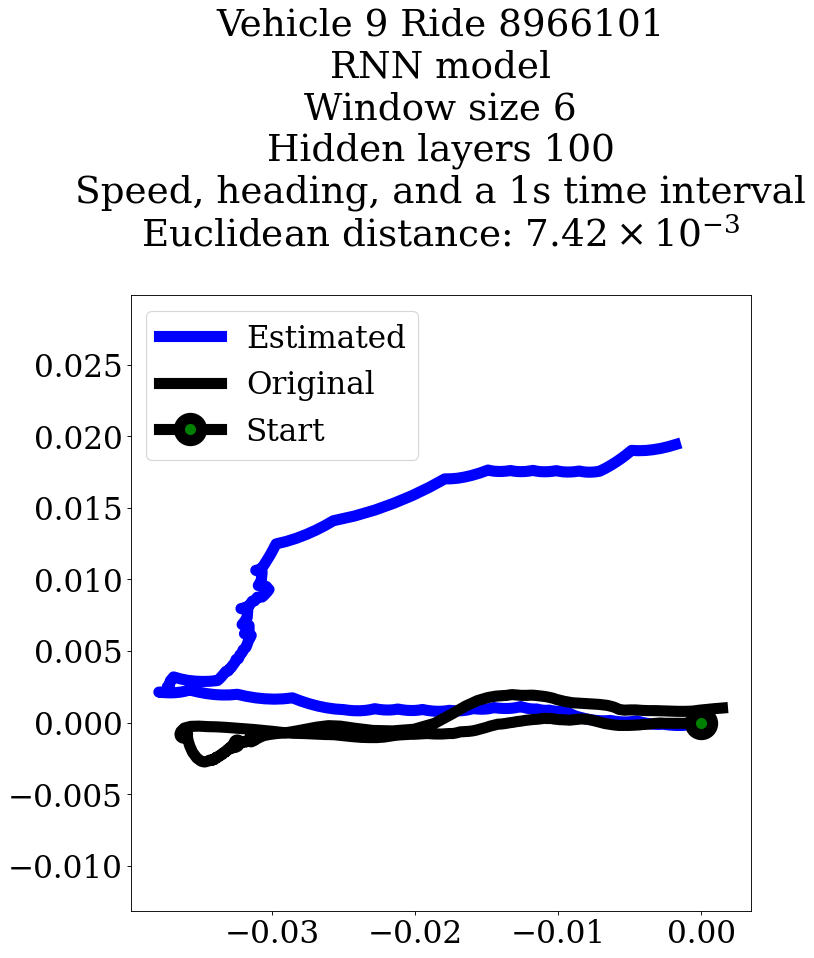 Vehicle 9 Ride 8966101
RNN model
Window size 6
Hidden layers 100
Speed, heading, and a 1s time interval
Euclidean distance: 7.42 × 10⁻³
Estimated
Original
Start
0.025
0.020
0.015
0.010
0.005
0.000
−0.005
−0.010
−0.03 −0.02 −0.01 0.00